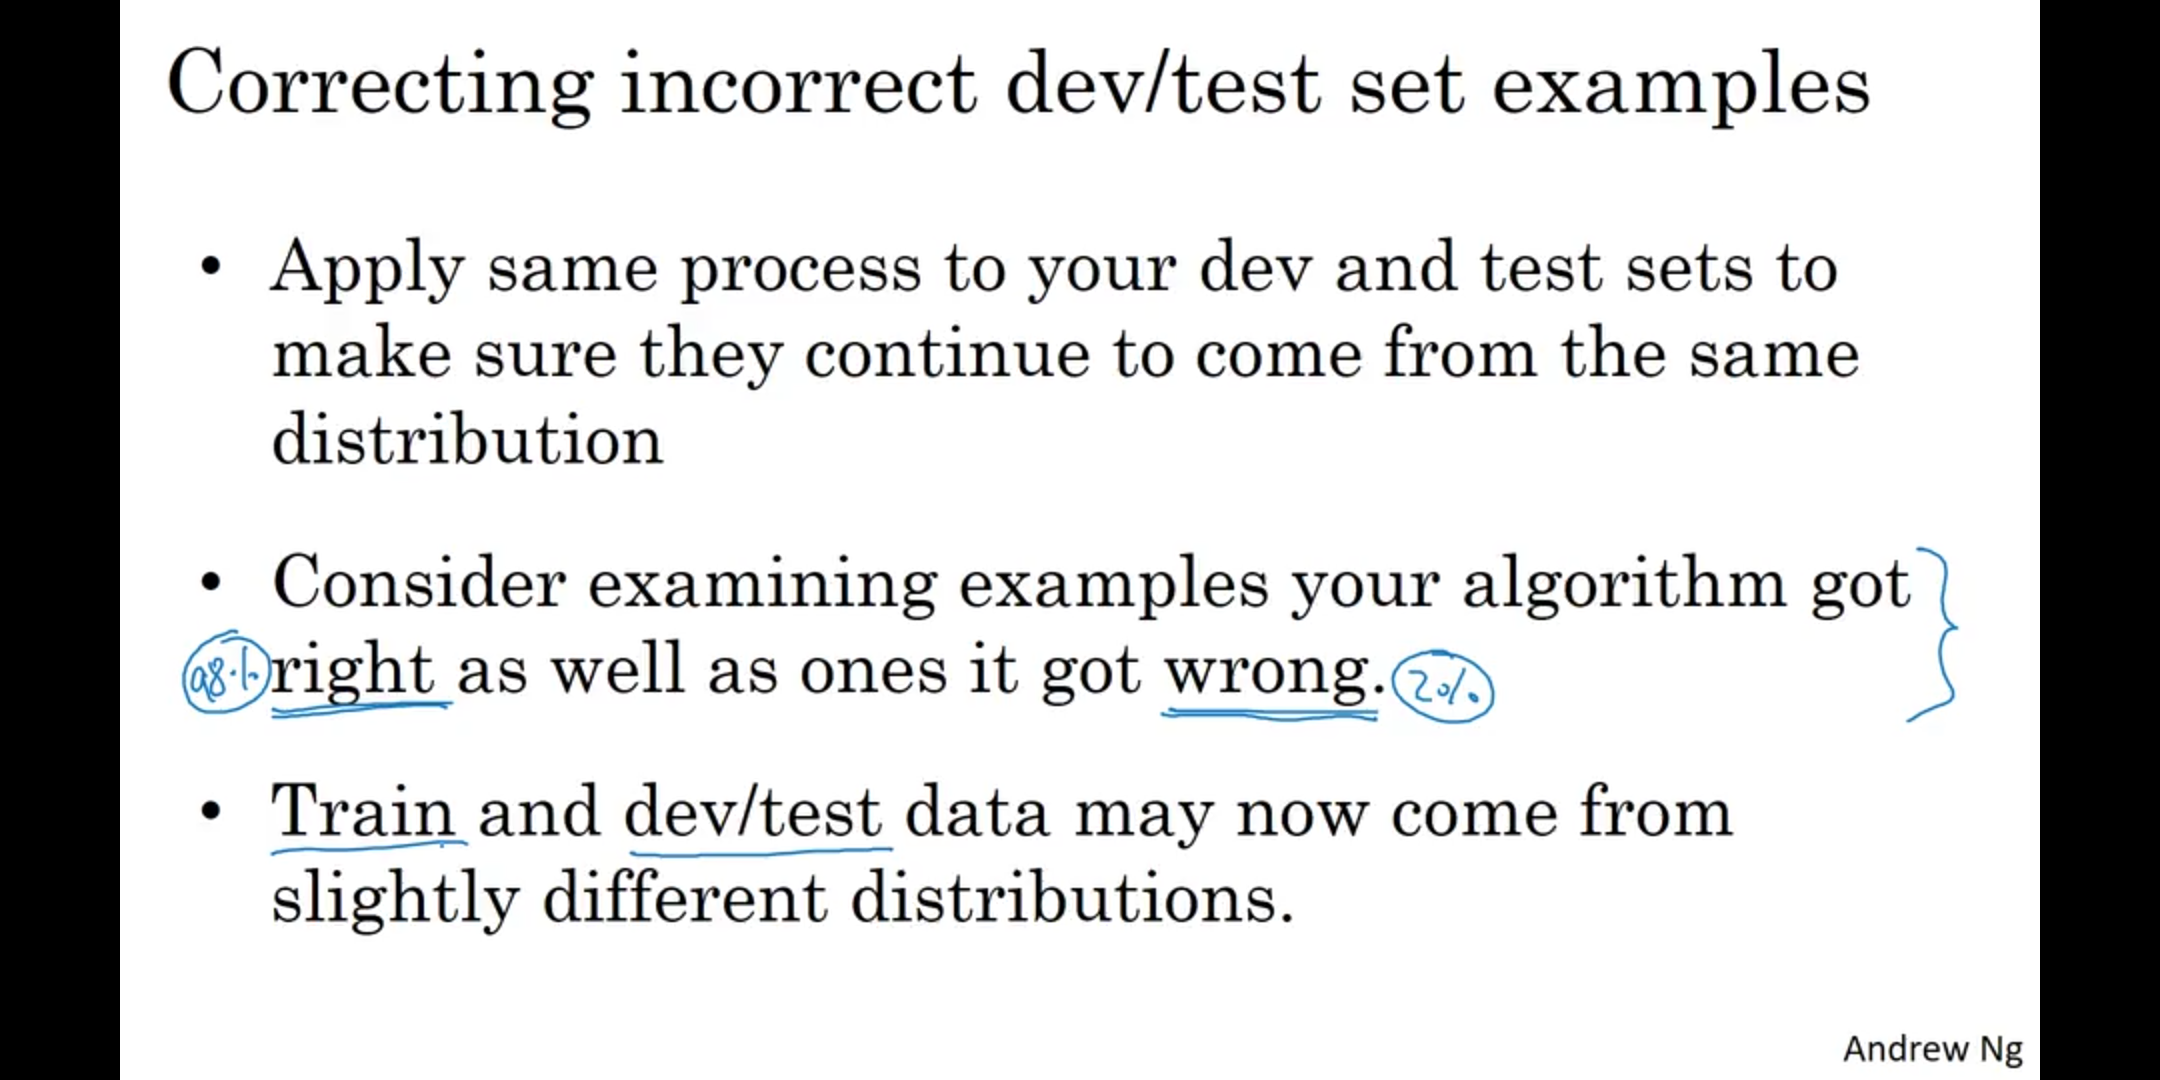 Correcting incorrect dev/test set examples
• Apply same process to your dev and test sets to
make sure they continue to come from the same
distribution
• Consider examining examples your algorithm got
98% right as well as ones it got wrong. 2%
• Train and dev/test data may now come from
slightly different distributions.
Andrew Ng